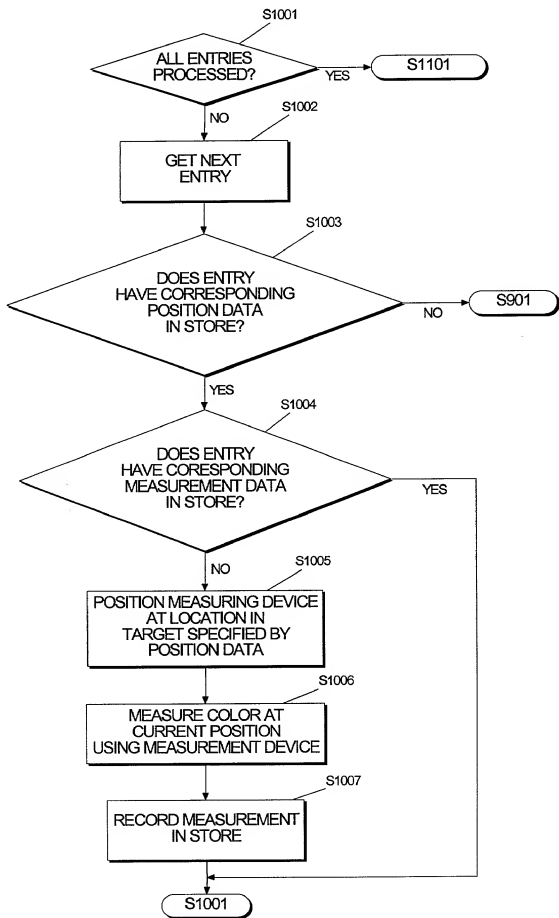 S1001
ALL ENTRIES
PROCESSED?
YES
S1101
NO
S1002
GET NEXT
ENTRY
S1003
DOES ENTRY
HAVE CORRESPONDING
POSITION DATA
IN STORE?
NO
S901
YES
S1004
DOES ENTRY
HAVE CORESPONDING
MEASUREMENT DATA
IN STORE?
YES
NO
S1005
POSITION MEASURING DEVICE
AT LOCATION IN
TARGET SPECIFIED BY
POSITION DATA
S1006
MEASURE COLOR AT
CURRENT POSITION
USING MEASUREMENT DEVICE
S1007
RECORD MEASUREMENT
IN STORE
S1001